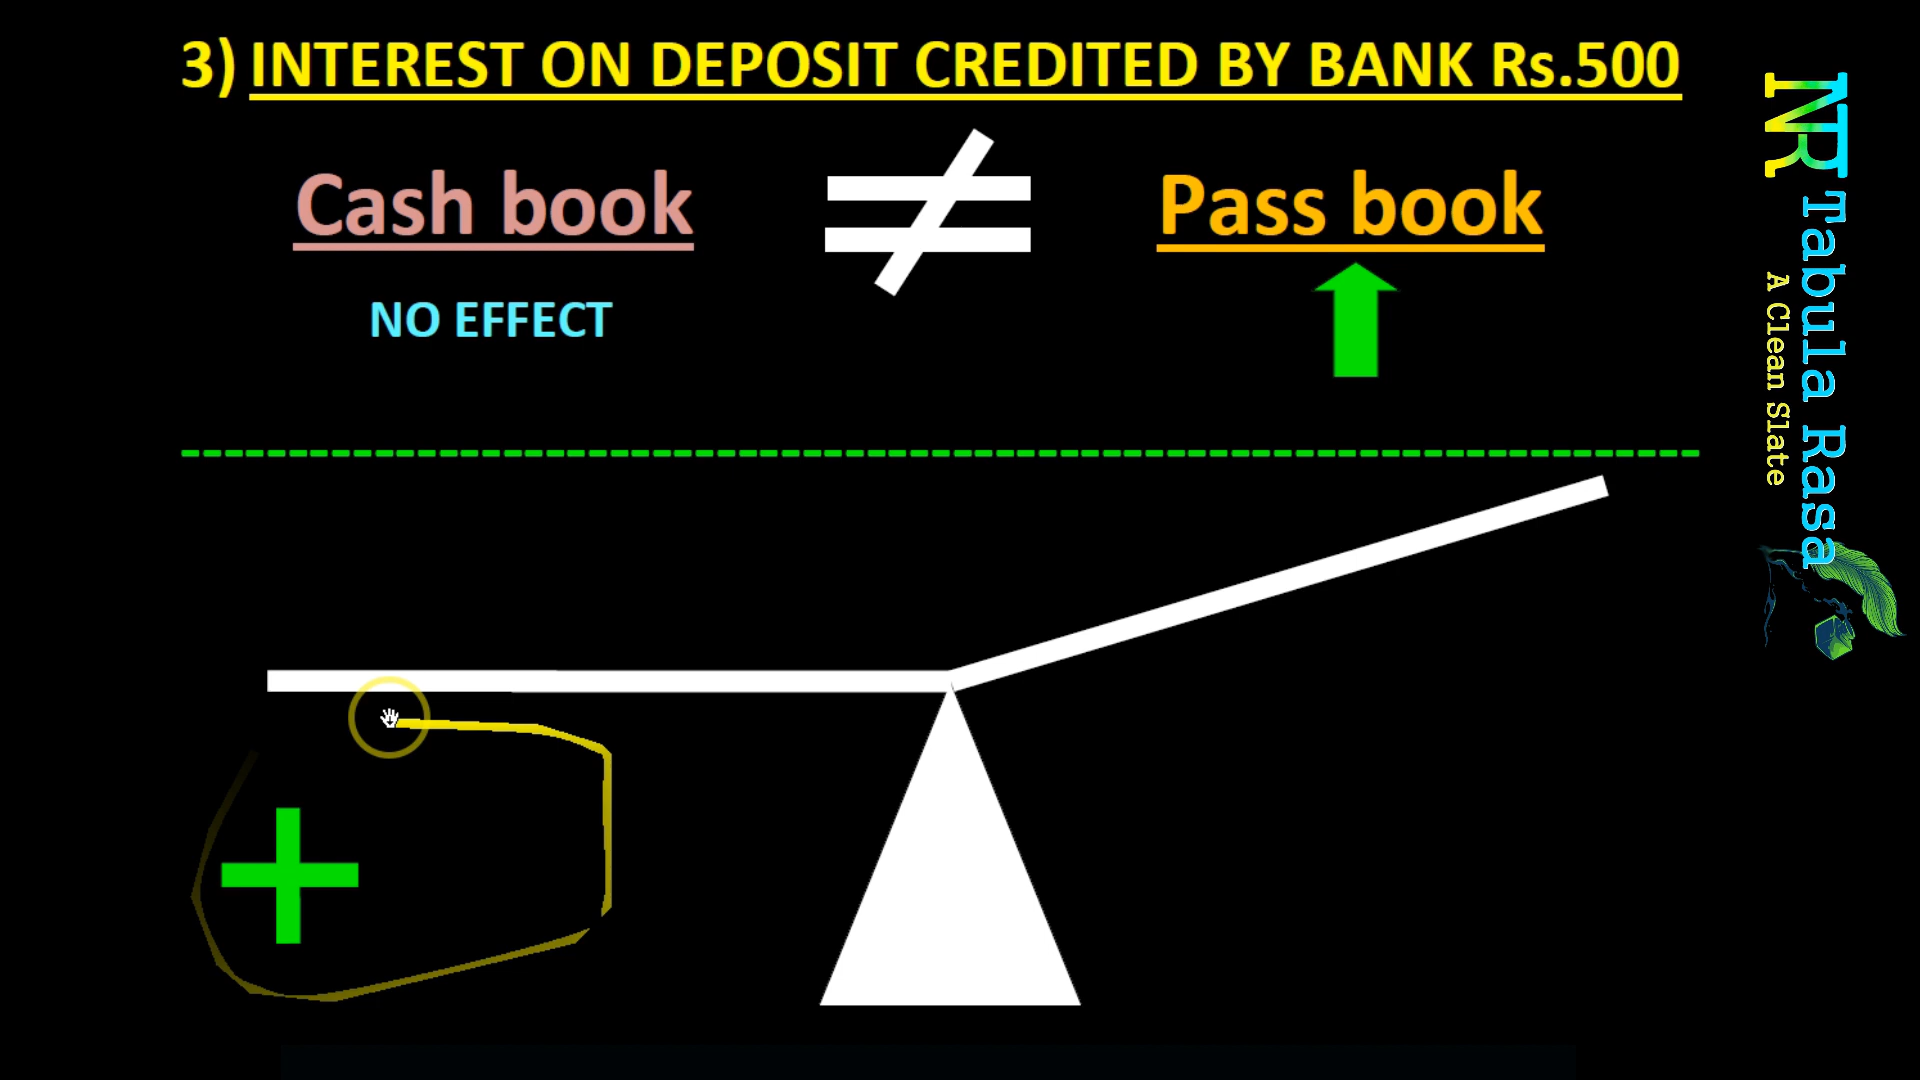 3) INTEREST ON DEPOSIT CREDITED BY BANK Rs.500
Cash book
Pass book
NO EFFECT
NTR
Tabula Rasa
A Clean Slate